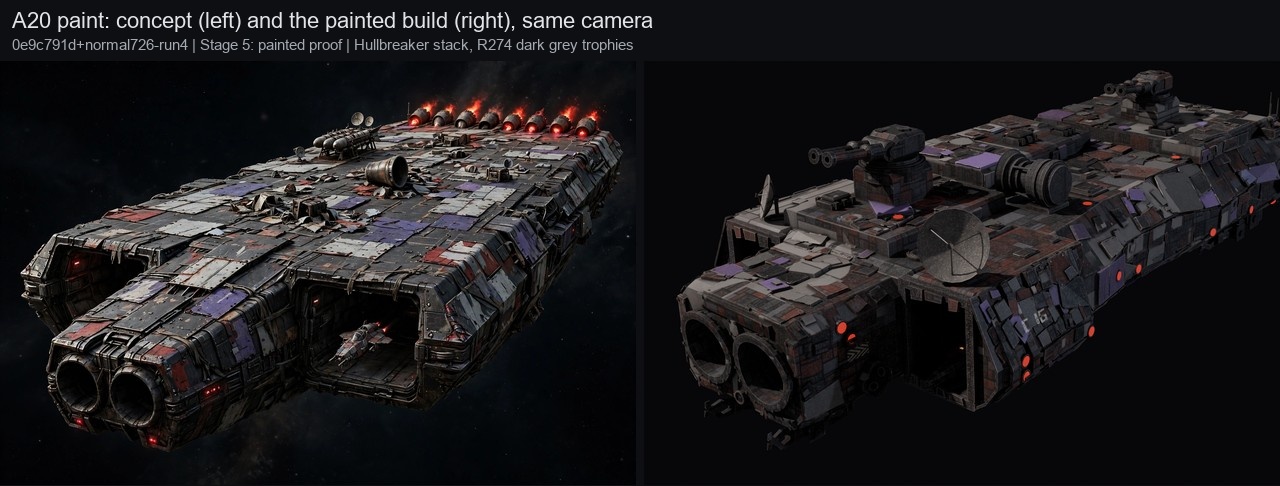 A20 paint: concept (left) and the painted build (right), same camera
0e9c791d+normal726-run4 | Stage 5: painted proof | Hullbreaker stack, R274 dark grey trophies